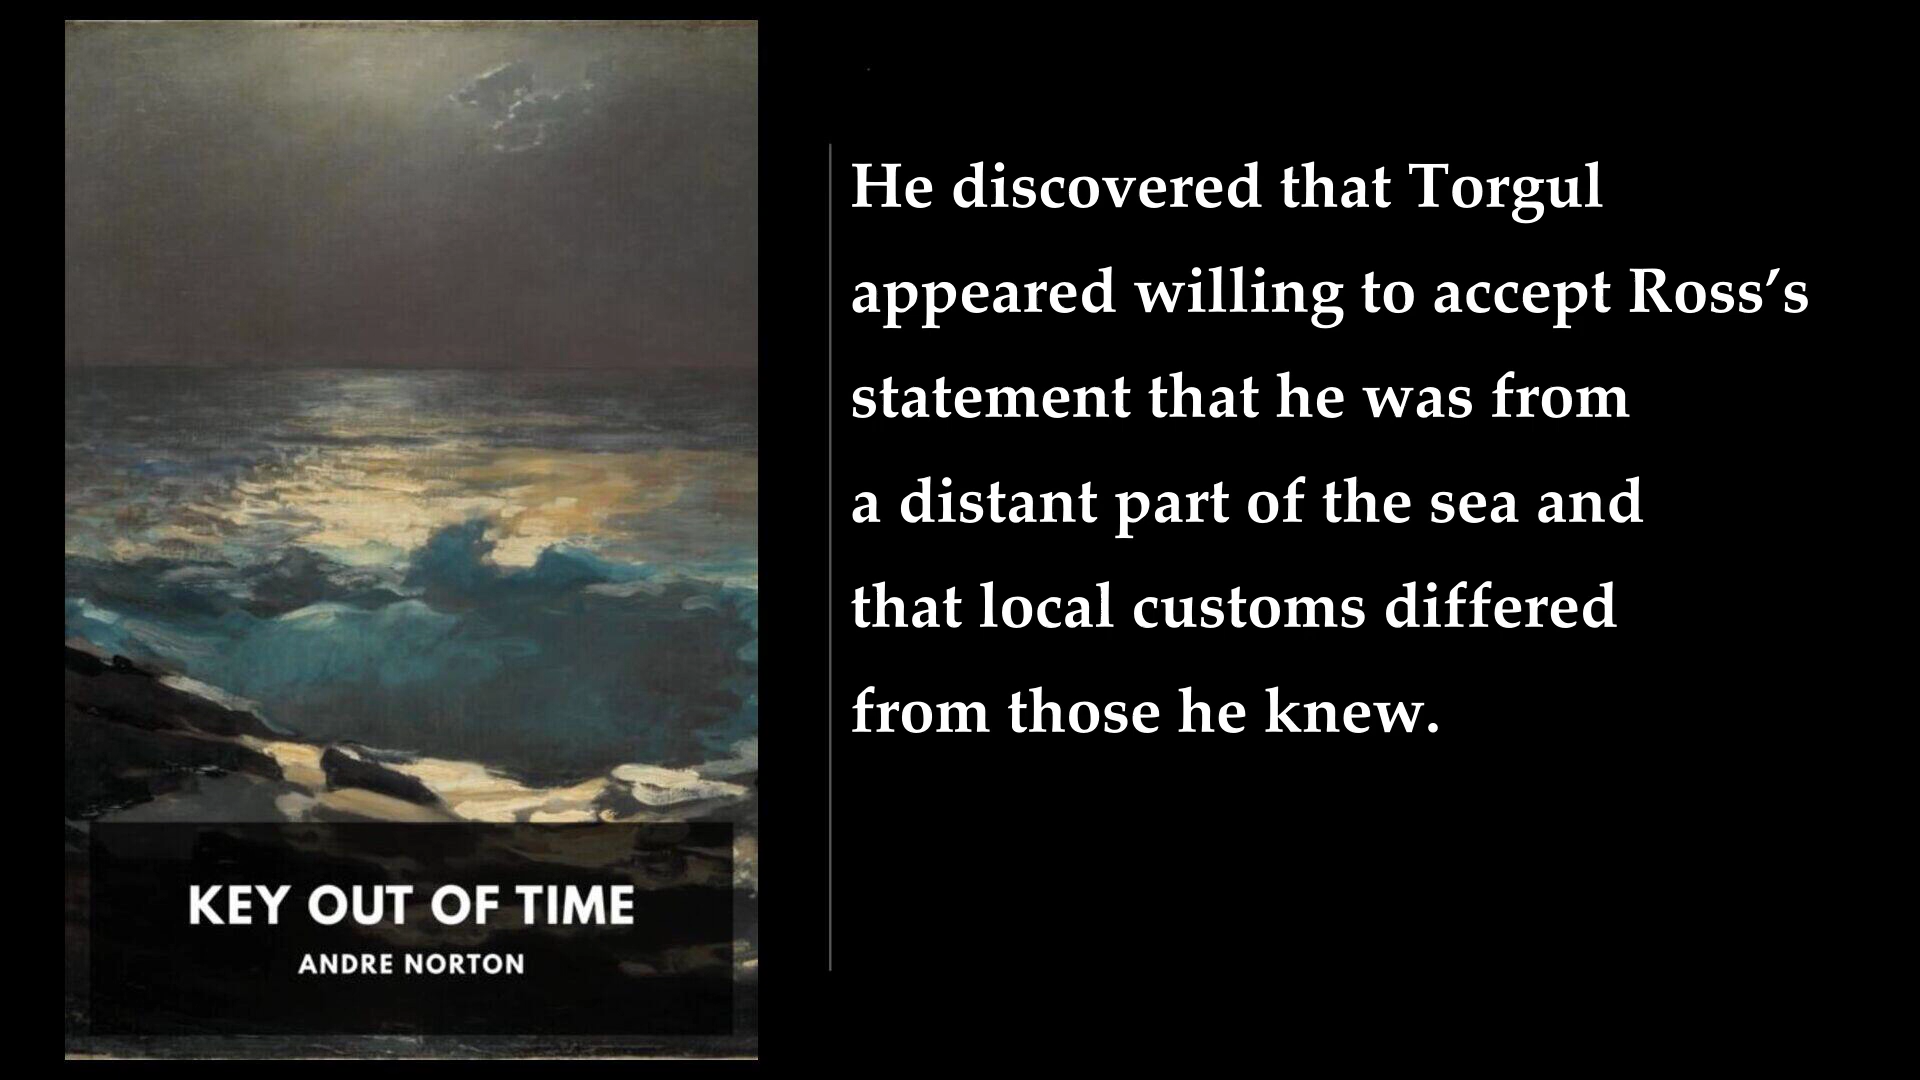 He discovered that Torgul
appeared willing to accept Ross’s
statement that he was from
a distant part of the sea and
that local customs differed
from those he knew.
KEY OUT OF TIME
ANDRE NORTON